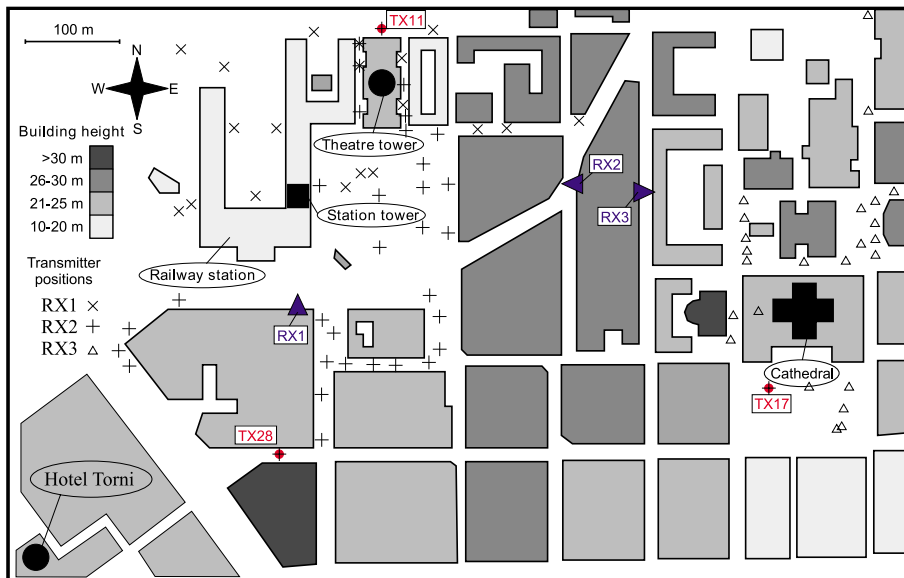 100 m
TX11
N
W E
S
Building height
>30 m
26-30 m
21-25 m
10-20 m
Theatre tower
RX2
RX3
Station tower
Railway station
Transmitter
positions
RX1 ×
RX2 +
RX3 △
RX1
Cathedral
TX17
TX28
Hotel Torni